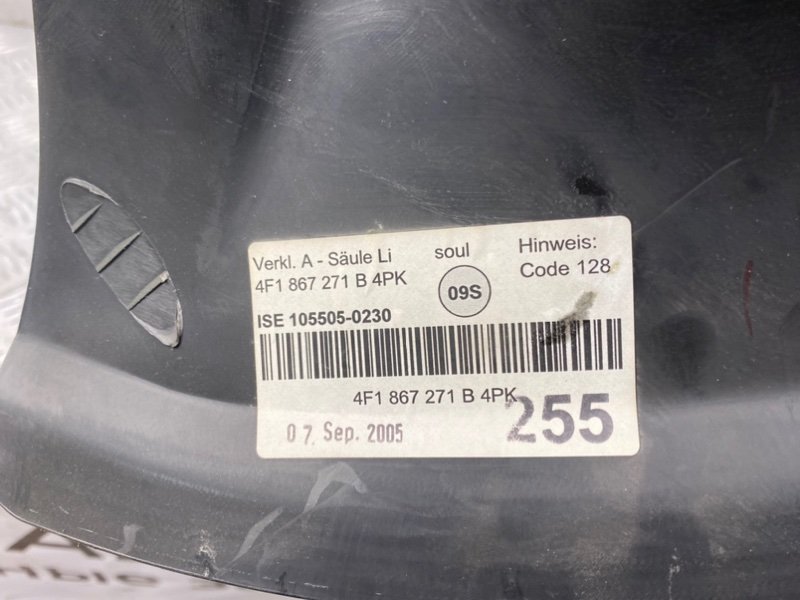 Verkl. A - Säule Li
soul
Hinweis:
4F1 867 271 B 4PK
09S
Code 128
ISE 105505-0230
4F1 867 271 B 4PK
255
07. Sep. 2005